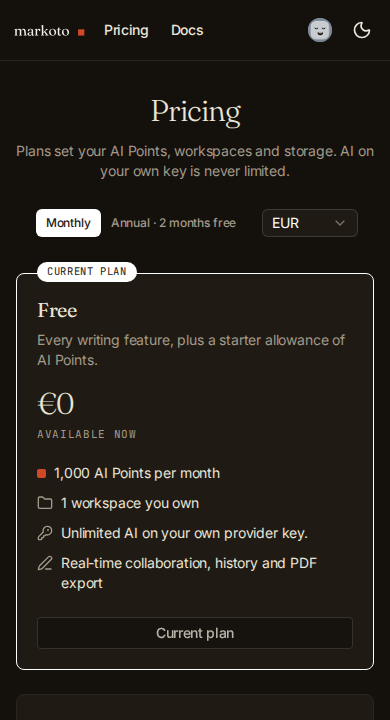 markoto Pricing Docs
Pricing
Plans set your AI Points, workspaces and storage. AI on
your own key is never limited.
Monthly Annual · 2 months free EUR
CURRENT PLAN
Free
Every writing feature, plus a starter allowance of
AI Points.
€0
AVAILABLE NOW
1,000 AI Points per month
1 workspace you own
Unlimited AI on your own provider key.
Real-time collaboration, history and PDF
export
Current plan